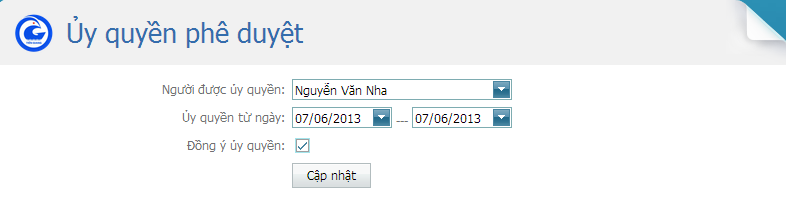 Ủy quyền phê duyệt
Người được ủy quyền: Nguyễn Văn Nha
Ủy quyền từ ngày: 07/06/2013 --- 07/06/2013
Đồng ý ủy quyền:
Cập nhật